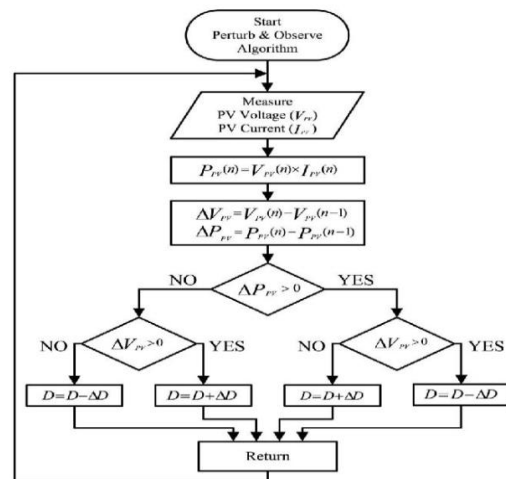 Start
Perturb & Observe
Algorithm
Measure
PV Voltage (V_PV)
PV Current (I_PV)
P_PV(n)=V_PV(n)×I_PV(n)
ΔV_PV=V_PV(n)−V_PV(n−1)
ΔP_PV=P_PV(n)−P_PV(n−1)
NO
ΔP_PV>0
YES
NO
ΔV_PV>0
YES
NO
ΔV_PV>0
YES
D=D−ΔD
D=D+ΔD
D=D+ΔD
D=D−ΔD
Return